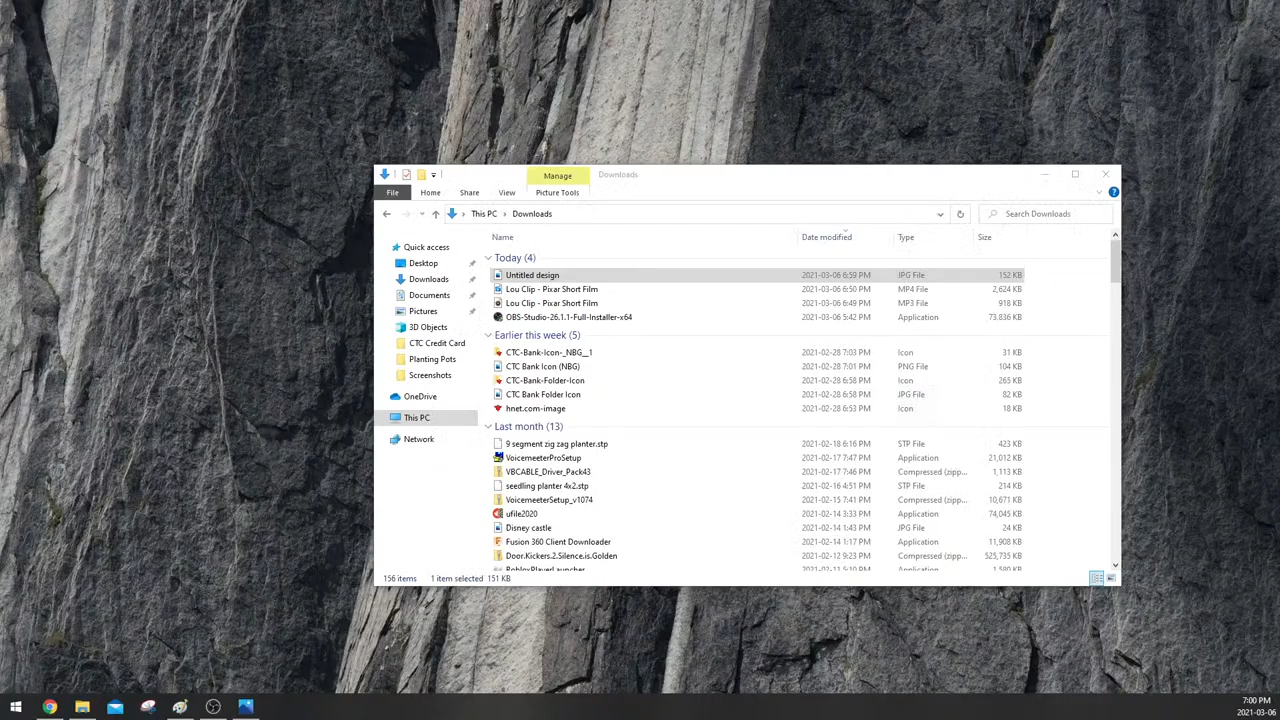 Manage Downloads
File Home Share View Picture Tools
This PC Downloads Search Downloads
Name Date modified Type Size
Quick access
Desktop
Downloads
Documents
Pictures
3D Objects
CTC Credit Card
Planting Pots
Screenshots
OneDrive
This PC
Network
Today (4)
Untitled design 2021-03-06 6:59 PM JPG File 152 KB
Lou Clip - Pixar Short Film 2021-03-06 6:50 PM MP4 File 2,624 KB
Lou Clip - Pixar Short Film 2021-03-06 6:49 PM MP3 File 918 KB
OBS-Studio-26.1.1-Full-Installer-x64 2021-03-06 5:42 PM Application 73,836 KB
Earlier this week (5)
CTC-Bank-Icon-_NBG__1 2021-02-28 7:03 PM Icon 31 KB
CTC Bank Icon (NBG) 2021-02-28 7:01 PM PNG File 104 KB
CTC-Bank-Folder-Icon 2021-02-28 6:58 PM Icon 265 KB
CTC Bank Folder Icon 2021-02-28 6:58 PM JPG File 82 KB
hnet.com-image 2021-02-28 6:53 PM Icon 18 KB
Last month (13)
9 segment zig zag planter.stp 2021-02-18 6:16 PM STP File 423 KB
VoicemeeterProSetup 2021-02-17 7:47 PM Application 21,012 KB
VBCABLE_Driver_Pack43 2021-02-17 7:46 PM Compressed (zipp... 1,113 KB
seedling planter 4x2.stp 2021-02-16 4:51 PM STP File 214 KB
VoicemeeterSetup_v1074 2021-02-15 7:41 PM Compressed (zipp... 10,671 KB
ufile2020 2021-02-14 3:33 PM Application 74,045 KB
Disney castle 2021-02-14 1:43 PM JPG File 24 KB
Fusion 360 Client Downloader 2021-02-14 1:17 PM Application 11,908 KB
Door.Kickers.2.Silence.is.Golden 2021-02-12 9:23 PM Compressed (zipp... 525,735 KB
RobloxPlayerLauncher 2021-02-11 5:10 PM Application 1,580 KB
156 items 1 item selected 151 KB
7:00 PM
2021-03-06